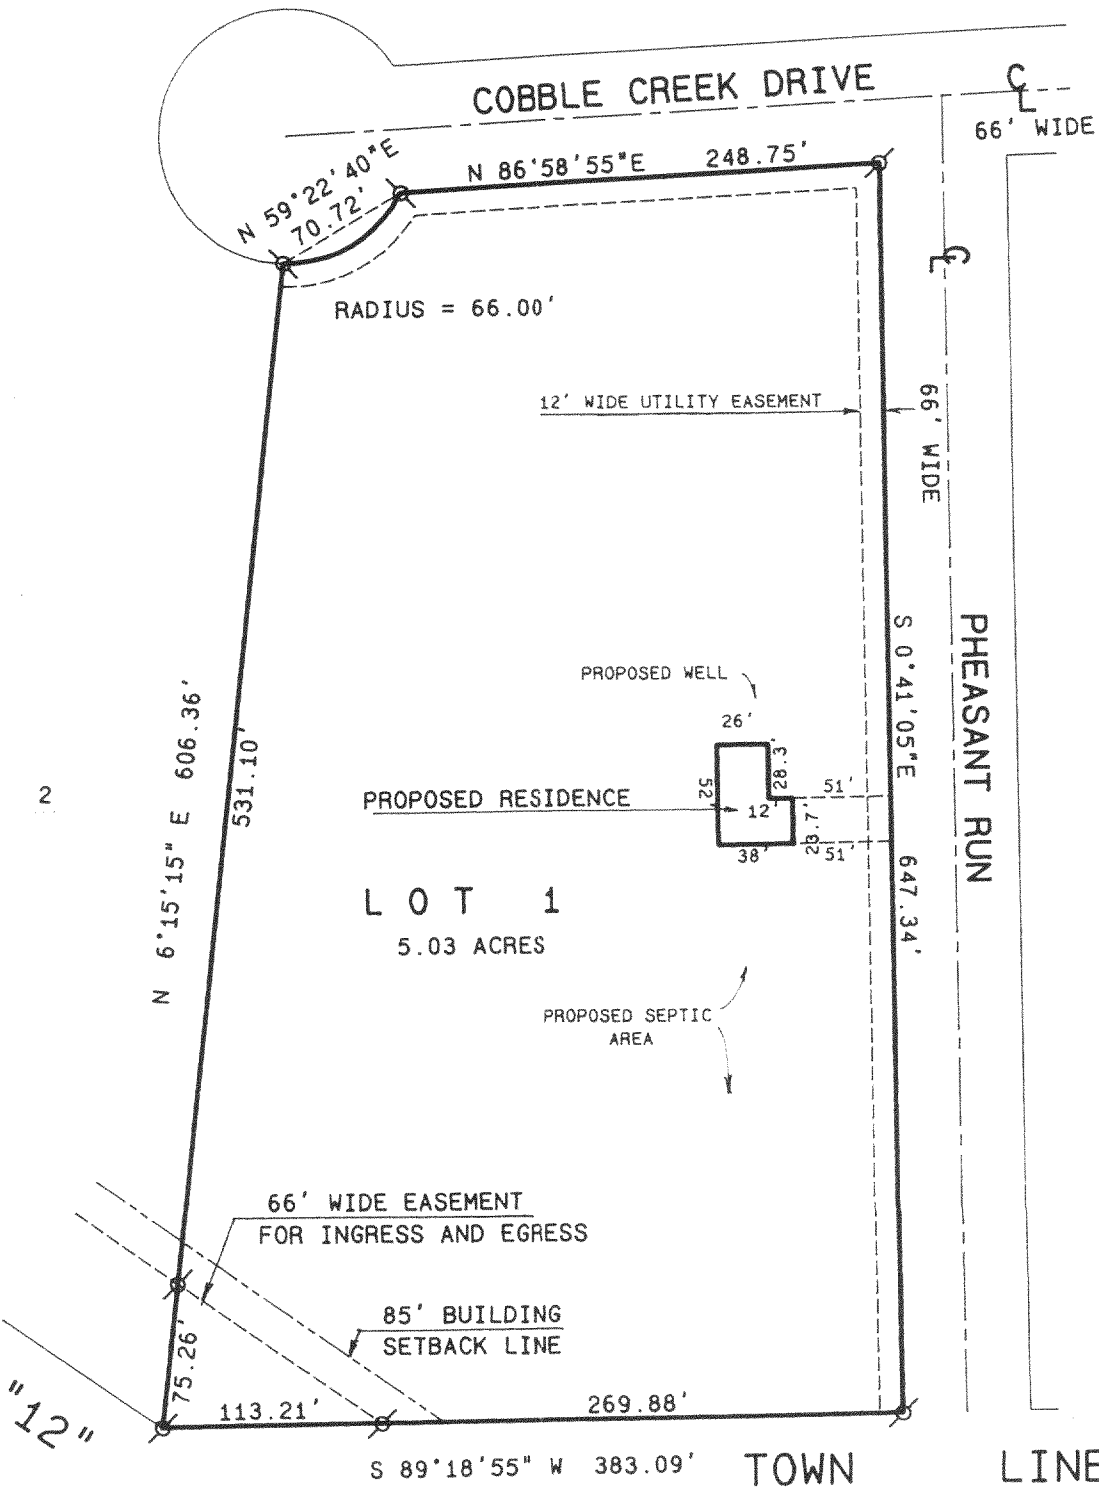 COBBLE CREEK DRIVE
CL
66' WIDE
N 86°58'55"E 248.75'
N 59°22'40"E
70.72'
RADIUS = 66.00'
CL
12' WIDE UTILITY EASEMENT
66' WIDE
S 0°41'05"E 647.34'
PHEASANT RUN
PROPOSED WELL
26'
28.3'
52'
12'
51'
23.7'
38'
51'
PROPOSED RESIDENCE
N 6°15'15" E 606.36'
531.10'
2
LOT 1
5.03 ACRES
PROPOSED SEPTIC
AREA
66' WIDE EASEMENT
FOR INGRESS AND EGRESS
85' BUILDING
SETBACK LINE
75.26'
"12"
113.21'
269.88'
S 89°18'55" W 383.09'
TOWN LINE